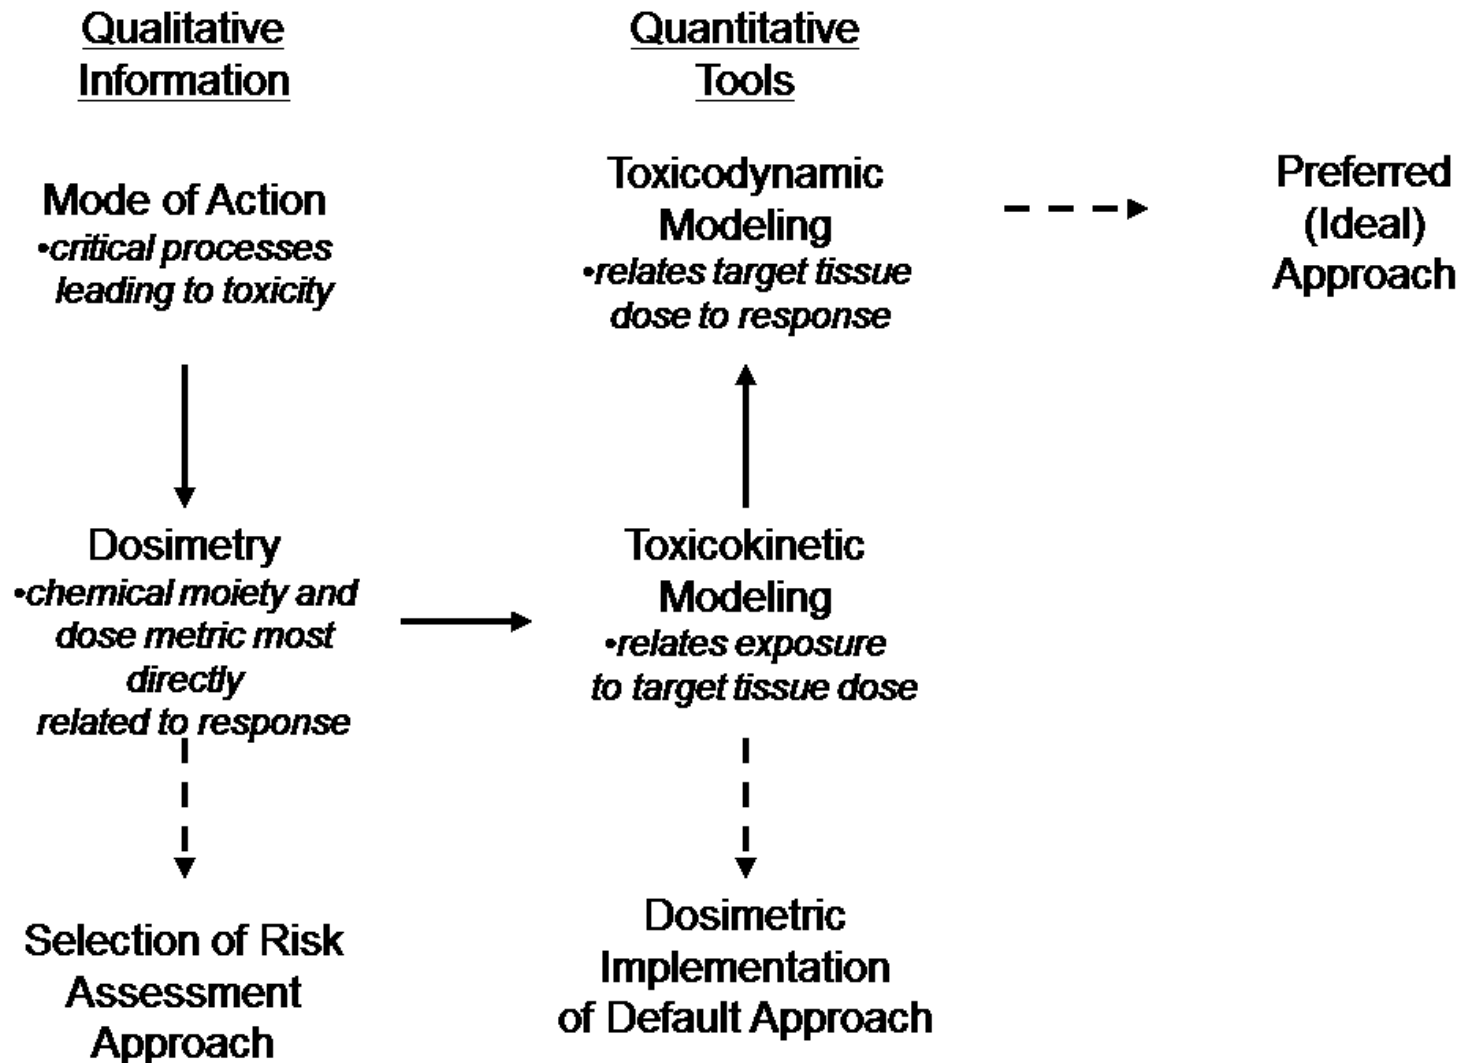 Qualitative
Information
Quantitative
Tools
Mode of Action
•critical processes
leading to toxicity
Toxicodynamic
Modeling
•relates target tissue
dose to response
Preferred
(Ideal)
Approach
Dosimetry
•chemical moiety and
dose metric most
directly
related to response
Toxicokinetic
Modeling
•relates exposure
to target tissue dose
Selection of Risk
Assessment
Approach
Dosimetric
Implementation
of Default Approach